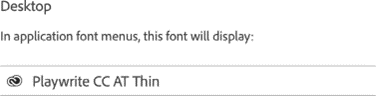 Desktop
In application font menus, this font will display:
Playwrite CC AT Thin